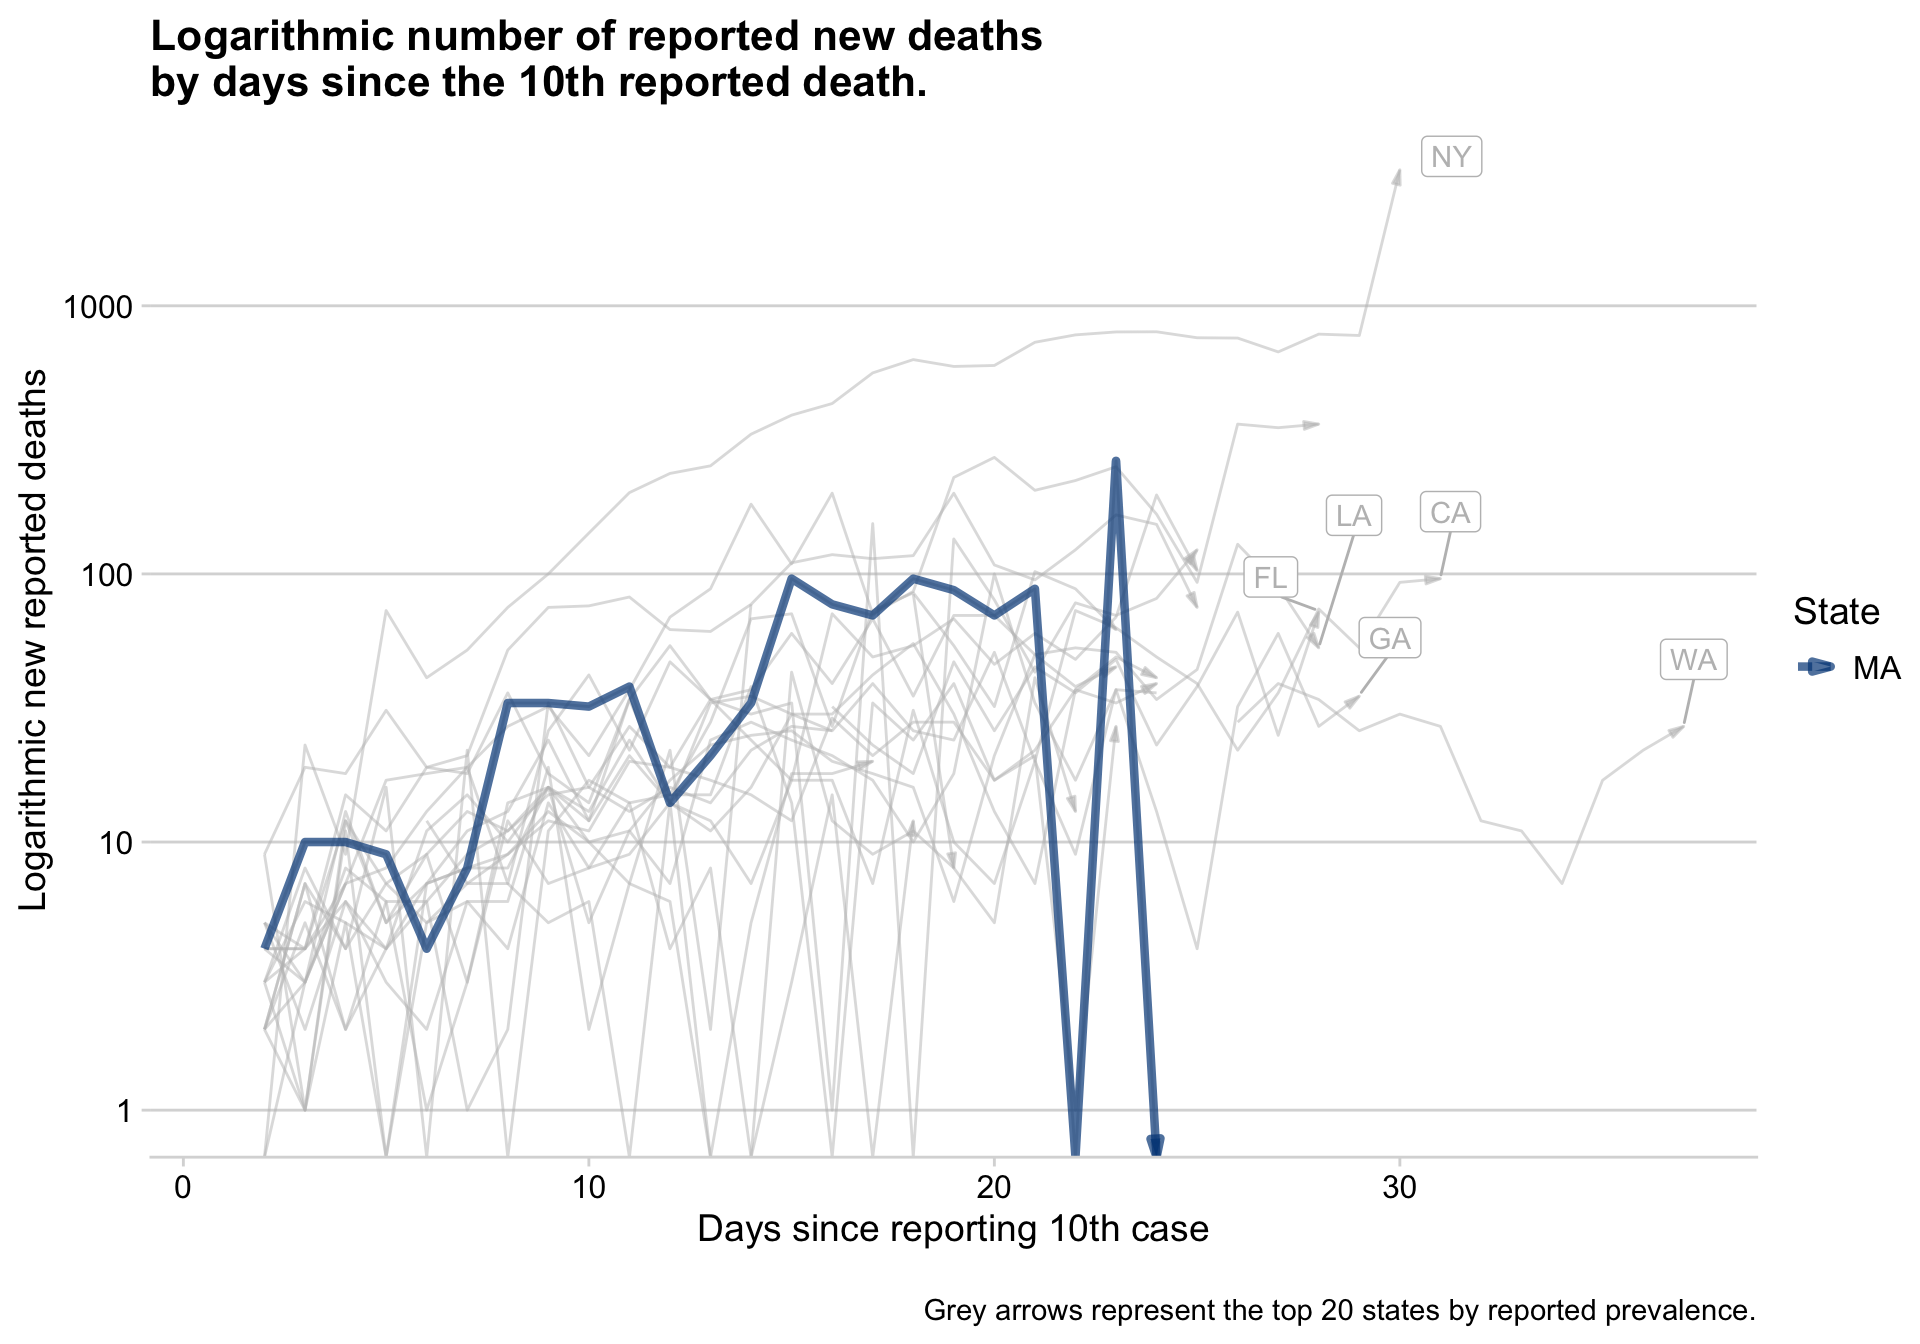 Logarithmic number of reported new deaths
by days since the 10th reported death.
NY
1000
LA
CA
100
FL
GA
WA
10
1
Logarithmic new reported deaths
0
10
20
30
Days since reporting 10th case
State
MA
Grey arrows represent the top 20 states by reported prevalence.